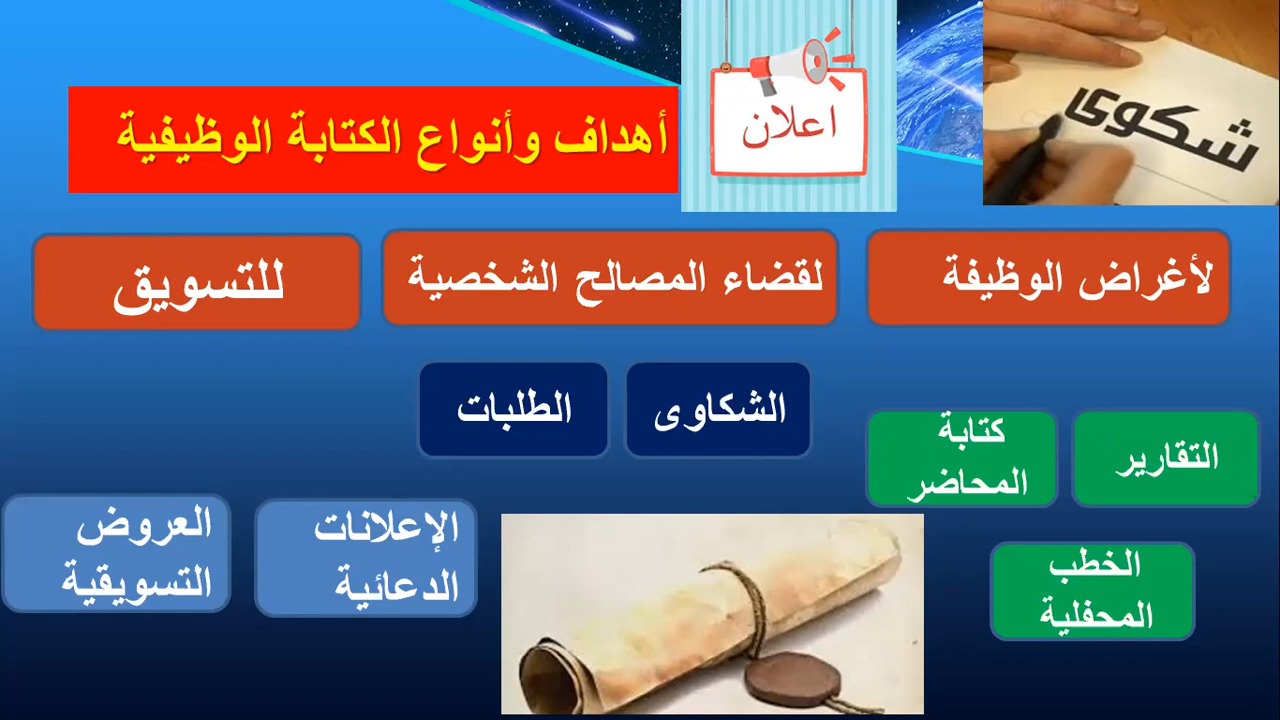 شكوى
اعلان
أهداف وأنواع الكتابة الوظيفية
لأغراض الوظيفة
لقضاء المصالح الشخصية
للتسويق
الشكاوى
الطلبات
التقارير
كتابة
المحاضر
الخطب
المحفلية
الإعلانات
الدعائية
العروض
التسويقية